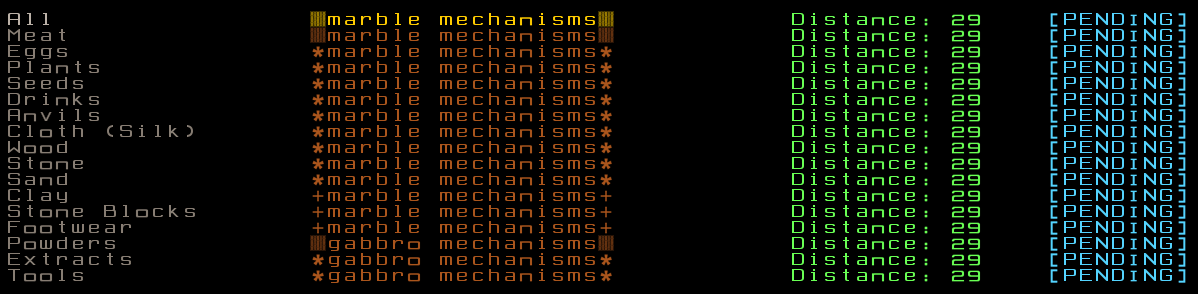 All ≡marble mechanisms≡ Distance: 29 [PENDING]
Meat ≡marble mechanisms≡ Distance: 29 [PENDING]
Eggs *marble mechanisms* Distance: 29 [PENDING]
Plants *marble mechanisms* Distance: 29 [PENDING]
Seeds *marble mechanisms* Distance: 29 [PENDING]
Drinks *marble mechanisms* Distance: 29 [PENDING]
Anvils *marble mechanisms* Distance: 29 [PENDING]
Cloth (Silk) *marble mechanisms* Distance: 29 [PENDING]
Wood *marble mechanisms* Distance: 29 [PENDING]
Stone *marble mechanisms* Distance: 29 [PENDING]
Sand *marble mechanisms* Distance: 29 [PENDING]
Clay +marble mechanisms+ Distance: 29 [PENDING]
Stone Blocks +marble mechanisms+ Distance: 29 [PENDING]
Footwear +marble mechanisms+ Distance: 29 [PENDING]
Powders ≡gabbro mechanisms≡ Distance: 29 [PENDING]
Extracts *gabbro mechanisms* Distance: 29 [PENDING]
Tools *gabbro mechanisms* Distance: 29 [PENDING]